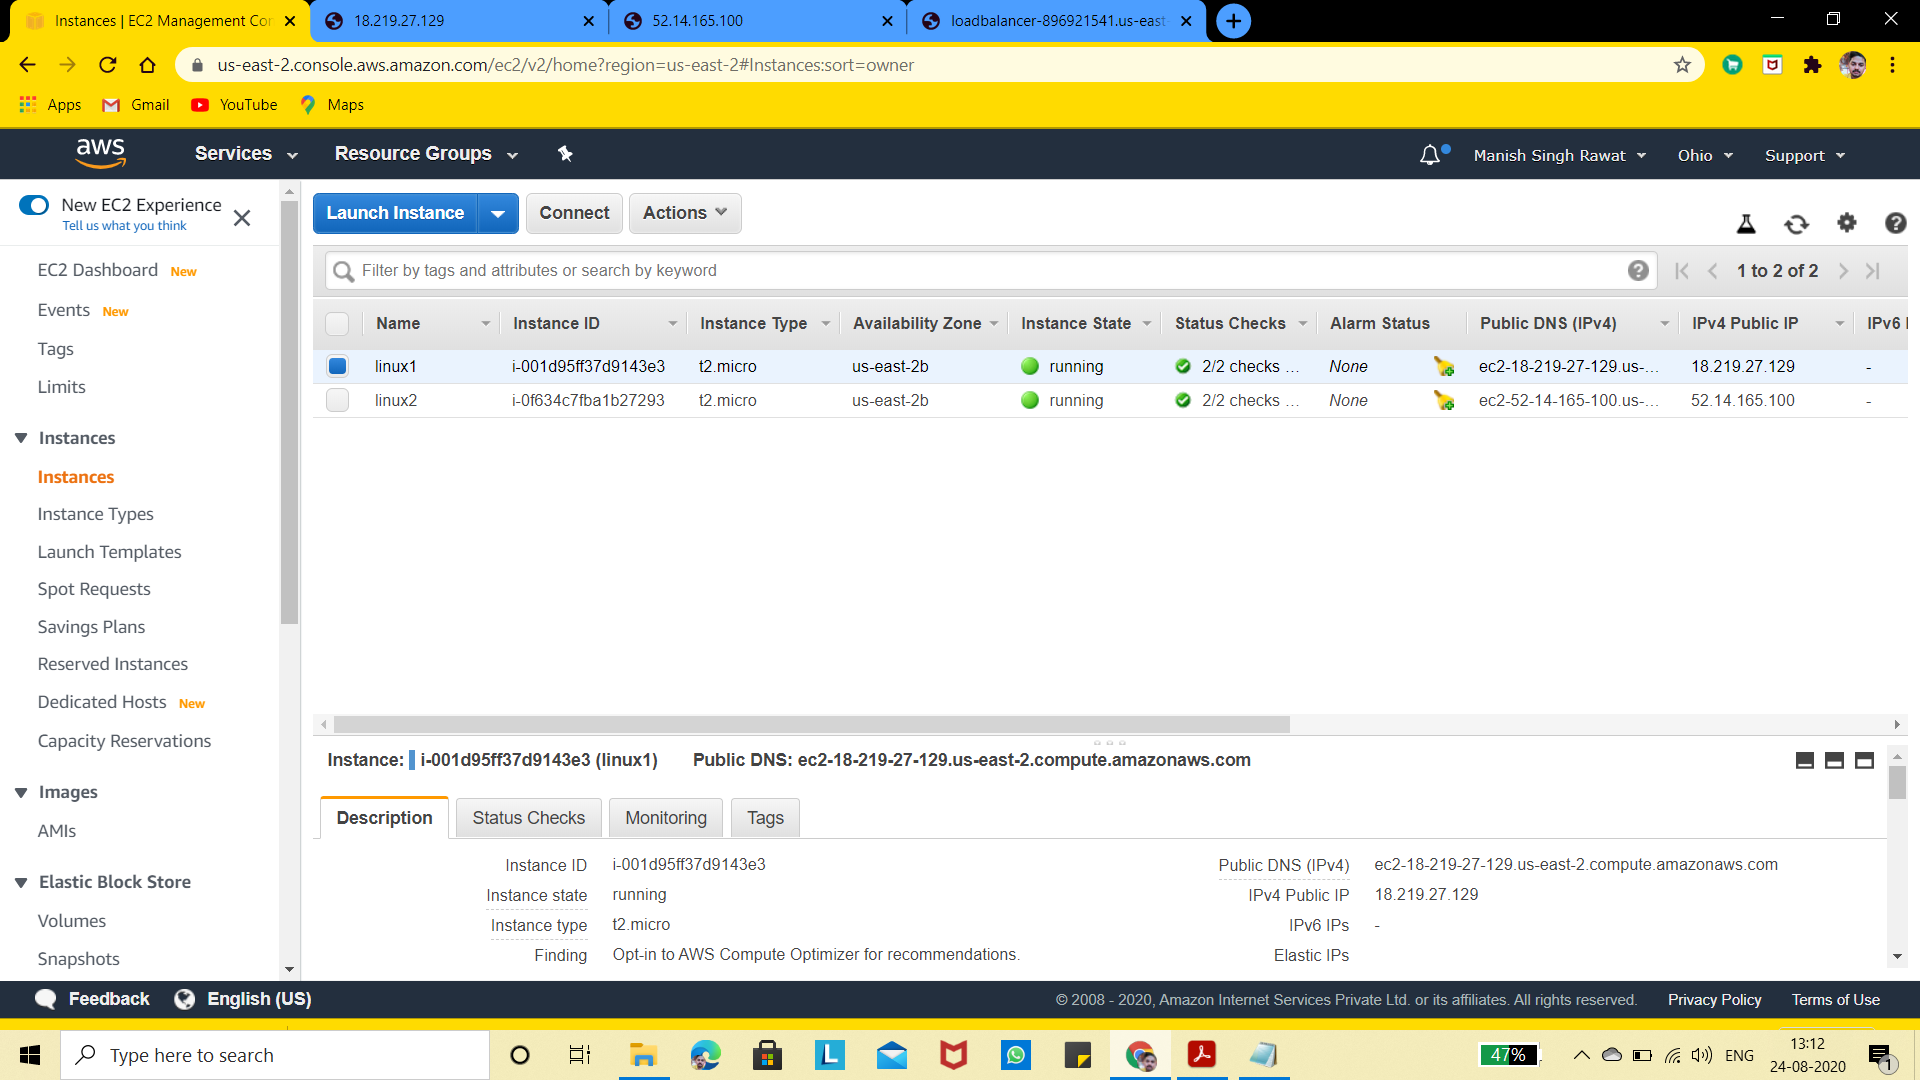 Instances | EC2 Management Con
18.219.27.129
52.14.165.100
loadbalancer-896921541.us-east-
us-east-2.console.aws.amazon.com/ec2/v2/home?region=us-east-2#Instances:sort=owner
Apps Gmail YouTube Maps
aws Services Resource Groups Manish Singh Rawat Ohio Support
New EC2 Experience
Tell us what you think
EC2 Dashboard New
Events New
Tags
Limits
Instances
Instances
Instance Types
Launch Templates
Spot Requests
Savings Plans
Reserved Instances
Dedicated Hosts New
Capacity Reservations
Images
AMIs
Elastic Block Store
Volumes
Snapshots
Launch Instance Connect Actions
Filter by tags and attributes or search by keyword 1 to 2 of 2
Name Instance ID Instance Type Availability Zone Instance State Status Checks Alarm Status Public DNS (IPv4) IPv4 Public IP IPv6 I
linux1 i-001d95ff37d9143e3 t2.micro us-east-2b running 2/2 checks ... None ec2-18-219-27-129.us-... 18.219.27.129 -
linux2 i-0f634c7fba1b27293 t2.micro us-east-2b running 2/2 checks ... None ec2-52-14-165-100.us-... 52.14.165.100 -
Instance: i-001d95ff37d9143e3 (linux1) Public DNS: ec2-18-219-27-129.us-east-2.compute.amazonaws.com
Description Status Checks Monitoring Tags
Instance ID i-001d95ff37d9143e3 Public DNS (IPv4) ec2-18-219-27-129.us-east-2.compute.amazonaws.com
Instance state running IPv4 Public IP 18.219.27.129
Instance type t2.micro IPv6 IPs -
Finding Opt-in to AWS Compute Optimizer for recommendations. Elastic IPs
Feedback English (US) © 2008 - 2020, Amazon Internet Services Private Ltd. or its affiliates. All rights reserved. Privacy Policy Terms of Use
Type here to search 47% ENG 13:12
24-08-2020 1